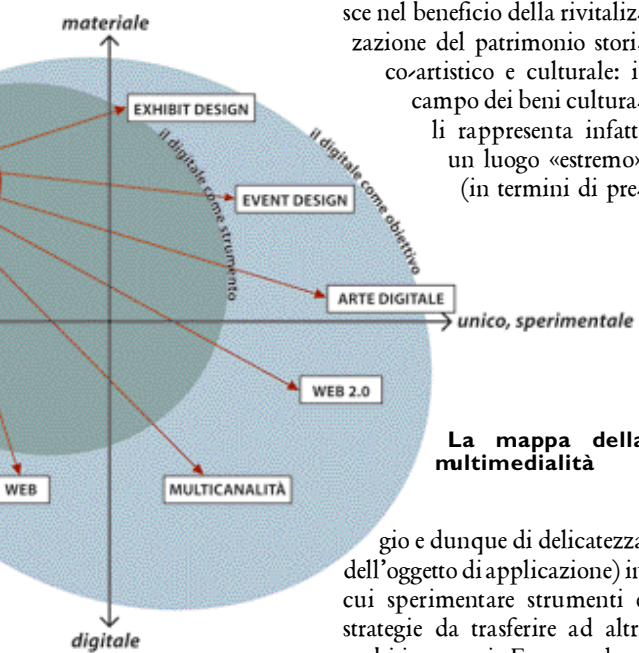 materiale
EXHIBIT DESIGN
il digitale come strumento
il digitale come obiettivo
EVENT DESIGN
ARTE DIGITALE
unico, sperimentale
WEB 2.0
WEB
MULTICANALITÀ
digitale
sce nel beneficio della rivitaliz
zazione del patrimonio stori
co-artistico e culturale: i
campo dei beni cultura
li rappresenta infatt
un luogo «estremo»
(in termini di pre
La mappa della
multimedialità
gio e dunque di delicatezza
dell’oggetto di applicazione) in
cui sperimentare strumenti e
strategie da trasferire ad altr